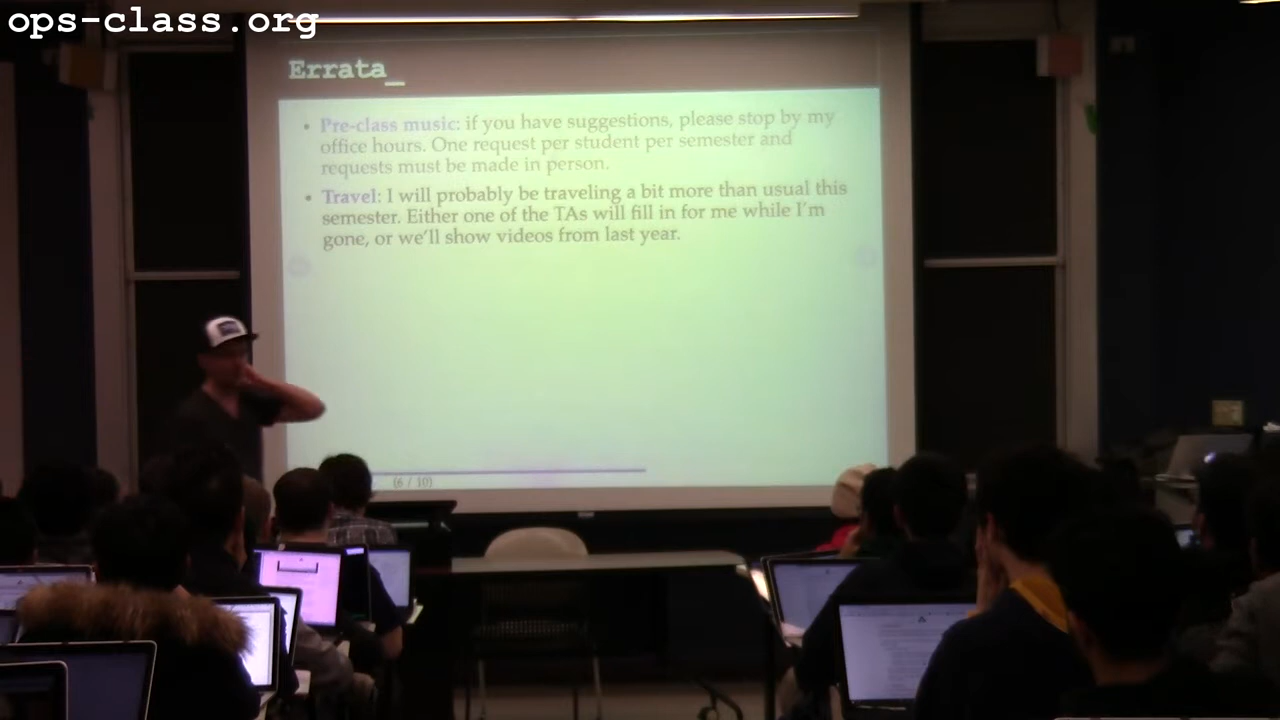 ops-class.org
Errata_
• Pre-class music: if you have suggestions, please stop by my
office hours. One request per student per semester and
requests must be made in person.
• Travel: I will probably be traveling a bit more than usual this
semester. Either one of the TAs will fill in for me while I'm
gone, or we'll show videos from last year.
(6 / 10)